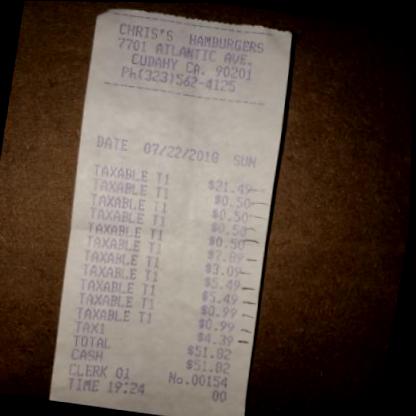 CHRIS'S HAMBURGERS
7701 ATLANTIC AVE.
CUDAHY CA. 90201
Ph(323)562-4125
DATE 07/22/2018 SUN
TAXABLE T1 $21.49
TAXABLE T1 $0.50
TAXABLE T1 $0.50
TAXABLE T1 $0.50
TAXABLE T1 $0.50
TAXABLE T1 $7.89
TAXABLE T1 $3.09
TAXABLE T1 $5.49
TAXABLE T1 $5.49
TAXABLE T1 $0.99
TAXABLE T1 $0.99
TAX1 $4.39
TOTAL $51.82
CASH $51.82
CLERK 01 No.00154
TIME 19:24 00